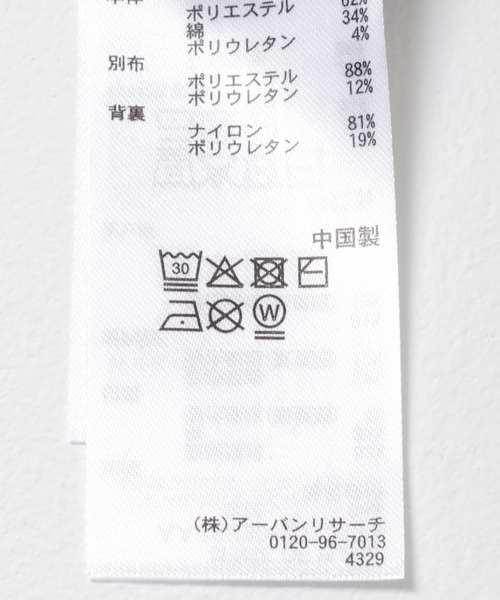 本体
ポリエステル 62%
綿 34%
ポリウレタン 4%
別布
ポリエステル 88%
ポリウレタン 12%
背裏
ナイロン 81%
ポリウレタン 19%
中国製
30
W
(株)アーバンリサーチ
0120-96-7013
4329